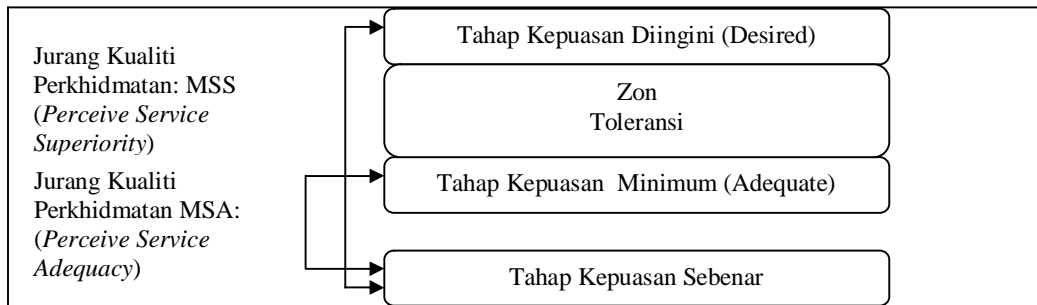 Jurang Kualiti
Perkhidmatan: MSS
(Perceive Service
Superiority)
Jurang Kualiti
Perkhidmatan MSA:
(Perceive Service
Adequacy)
Tahap Kepuasan Diingini (Desired)
Zon
Toleransi
Tahap Kepuasan Minimum (Adequate)
Tahap Kepuasan Sebenar